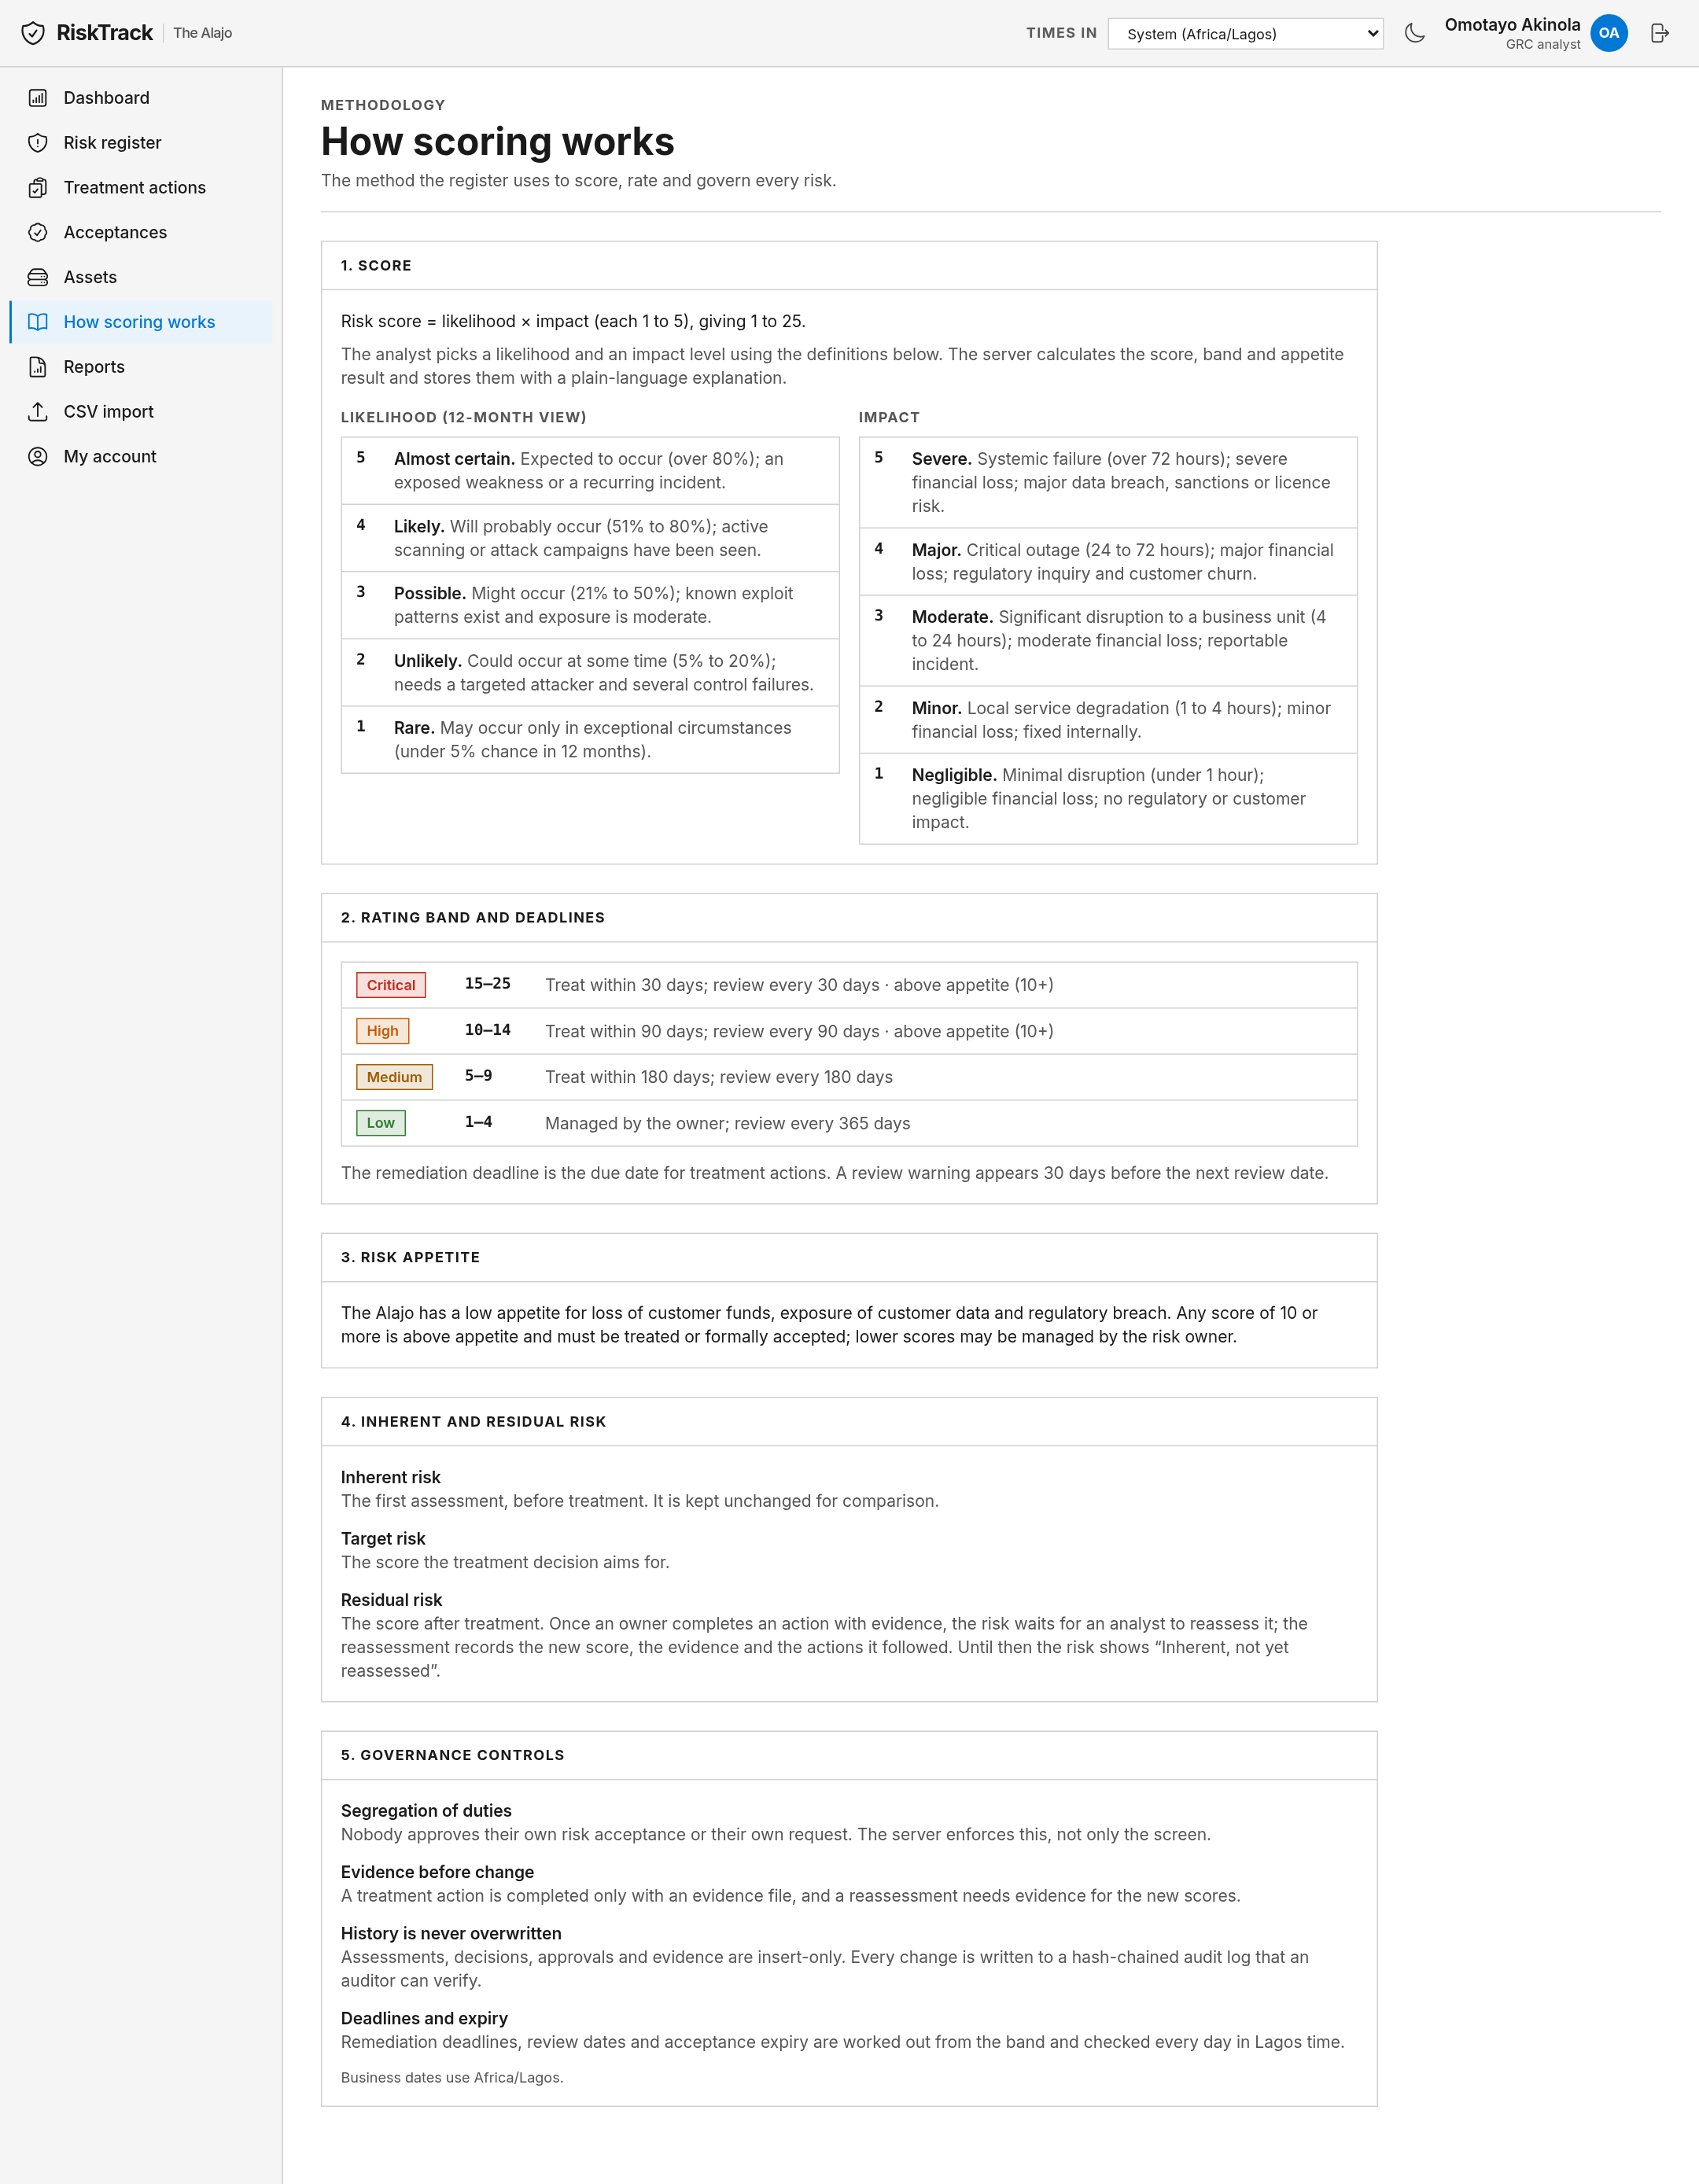 RiskTrack
The Alajo
TIMES IN
System (Africa/Lagos)
Omotayo Akinola
GRC analyst
OA
Dashboard
Risk register
Treatment actions
Acceptances
Assets
How scoring works
Reports
CSV import
My account
METHODOLOGY
How scoring works
The method the register uses to score, rate and govern every risk.
1. SCORE
Risk score = likelihood × impact (each 1 to 5), giving 1 to 25.
The analyst picks a likelihood and an impact level using the definitions below. The server calculates the score, band and appetite
result and stores them with a plain-language explanation.
LIKELIHOOD (12-MONTH VIEW)
5 Almost certain. Expected to occur (over 80%); an
exposed weakness or a recurring incident.
4 Likely. Will probably occur (51% to 80%); active
scanning or attack campaigns have been seen.
3 Possible. Might occur (21% to 50%); known exploit
patterns exist and exposure is moderate.
2 Unlikely. Could occur at some time (5% to 20%);
needs a targeted attacker and several control failures.
1 Rare. May occur only in exceptional circumstances
(under 5% chance in 12 months).
IMPACT
5 Severe. Systemic failure (over 72 hours); severe
financial loss; major data breach, sanctions or licence
risk.
4 Major. Critical outage (24 to 72 hours); major financial
loss; regulatory inquiry and customer churn.
3 Moderate. Significant disruption to a business unit (4
to 24 hours); moderate financial loss; reportable
incident.
2 Minor. Local service degradation (1 to 4 hours); minor
financial loss; fixed internally.
1 Negligible. Minimal disruption (under 1 hour);
negligible financial loss; no regulatory or customer
impact.
2. RATING BAND AND DEADLINES
Critical 15–25 Treat within 30 days; review every 30 days · above appetite (10+)
High 10–14 Treat within 90 days; review every 90 days · above appetite (10+)
Medium 5–9 Treat within 180 days; review every 180 days
Low 1–4 Managed by the owner; review every 365 days
The remediation deadline is the due date for treatment actions. A review warning appears 30 days before the next review date.
3. RISK APPETITE
The Alajo has a low appetite for loss of customer funds, exposure of customer data and regulatory breach. Any score of 10 or
more is above appetite and must be treated or formally accepted; lower scores may be managed by the risk owner.
4. INHERENT AND RESIDUAL RISK
Inherent risk
The first assessment, before treatment. It is kept unchanged for comparison.
Target risk
The score the treatment decision aims for.
Residual risk
The score after treatment. Once an owner completes an action with evidence, the risk waits for an analyst to reassess it; the
reassessment records the new score, the evidence and the actions it followed. Until then the risk shows “Inherent, not yet
reassessed”.
5. GOVERNANCE CONTROLS
Segregation of duties
Nobody approves their own risk acceptance or their own request. The server enforces this, not only the screen.
Evidence before change
A treatment action is completed only with an evidence file, and a reassessment needs evidence for the new scores.
History is never overwritten
Assessments, decisions, approvals and evidence are insert-only. Every change is written to a hash-chained audit log that an
auditor can verify.
Deadlines and expiry
Remediation deadlines, review dates and acceptance expiry are worked out from the band and checked every day in Lagos time.
Business dates use Africa/Lagos.